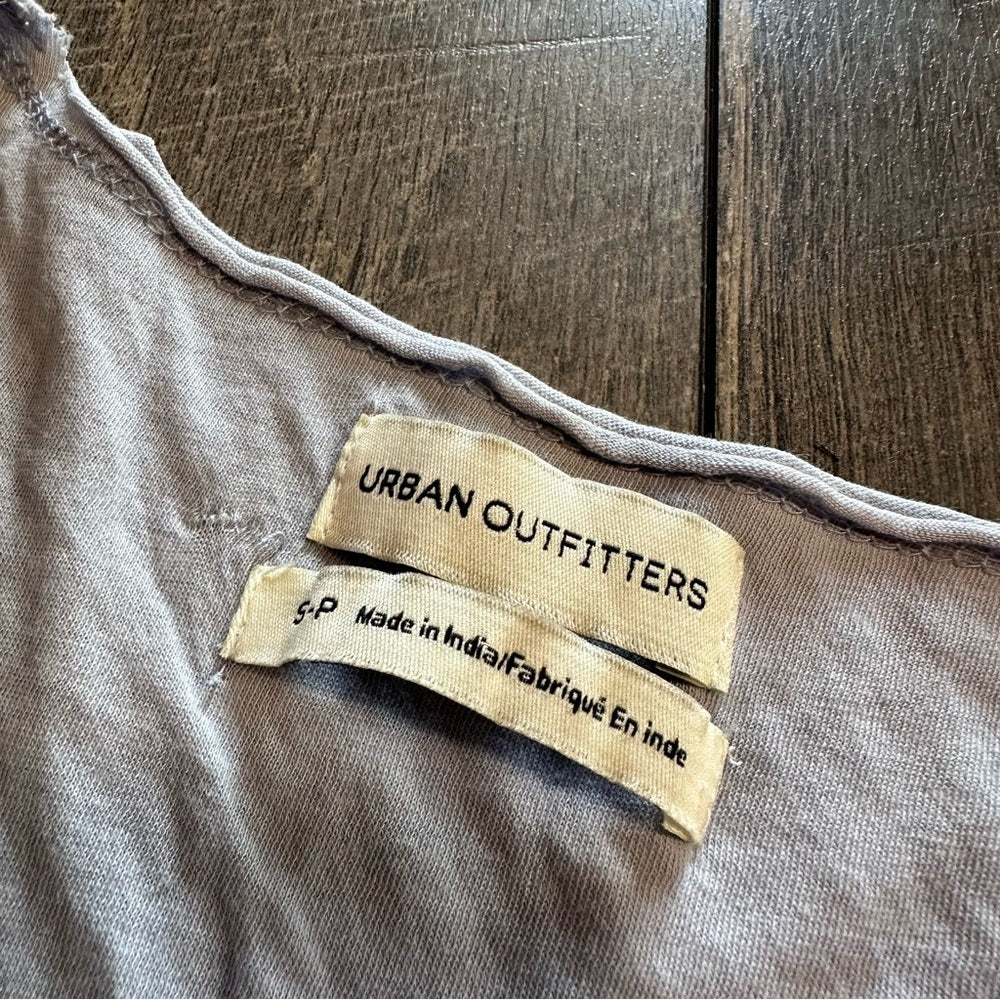 URBAN OUTFITTERS
S-P Made in India/Fabriqué En inde